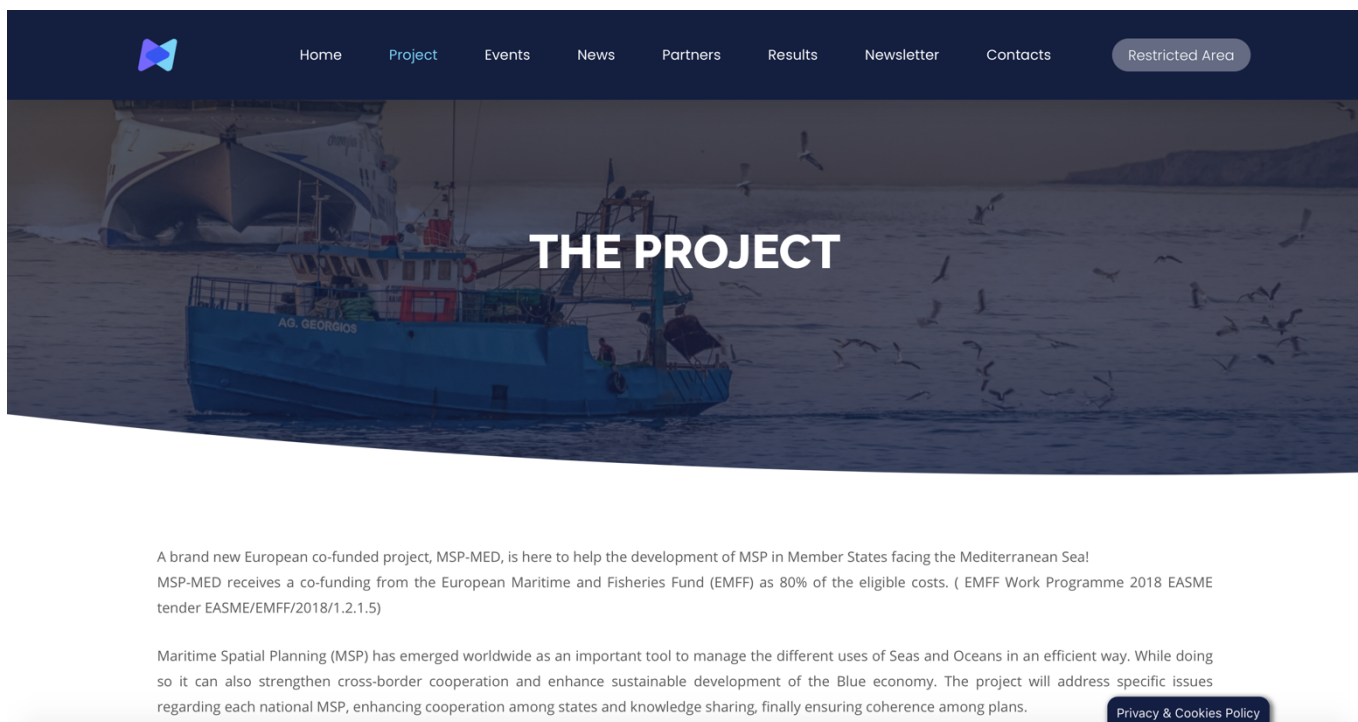 Home Project Events News Partners Results Newsletter Contacts Restricted Area
THE PROJECT
AG. GEORGIOS
A brand new European co-funded project, MSP-MED, is here to help the development of MSP in Member States facing the Mediterranean Sea!
MSP-MED receives a co-funding from the European Maritime and Fisheries Fund (EMFF) as 80% of the eligible costs. ( EMFF Work Programme 2018 EASME
tender EASME/EMFF/2018/1.2.1.5)
Maritime Spatial Planning (MSP) has emerged worldwide as an important tool to manage the different uses of Seas and Oceans in an efficient way. While doing
so it can also strengthen cross-border cooperation and enhance sustainable development of the Blue economy. The project will address specific issues
regarding each national MSP, enhancing cooperation among states and knowledge sharing, finally ensuring coherence among plans.
Privacy & Cookies Policy